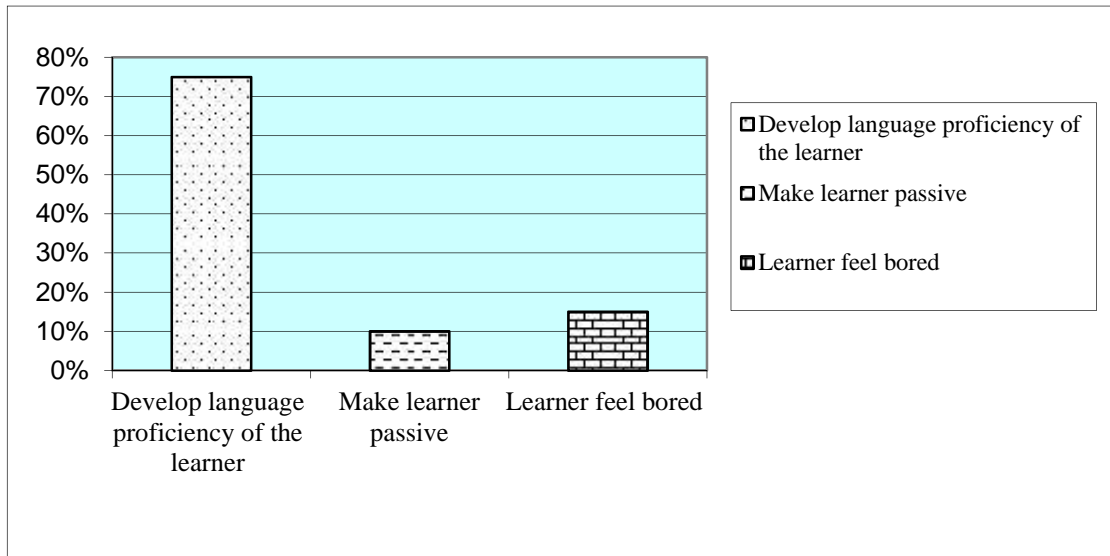 80%
70%
60%
50%
40%
30%
20%
10%
0%
Develop language
proficiency of the
learner
Make learner
passive
Learner feel bored
Develop language proficiency of
the learner
Make learner passive
Learner feel bored